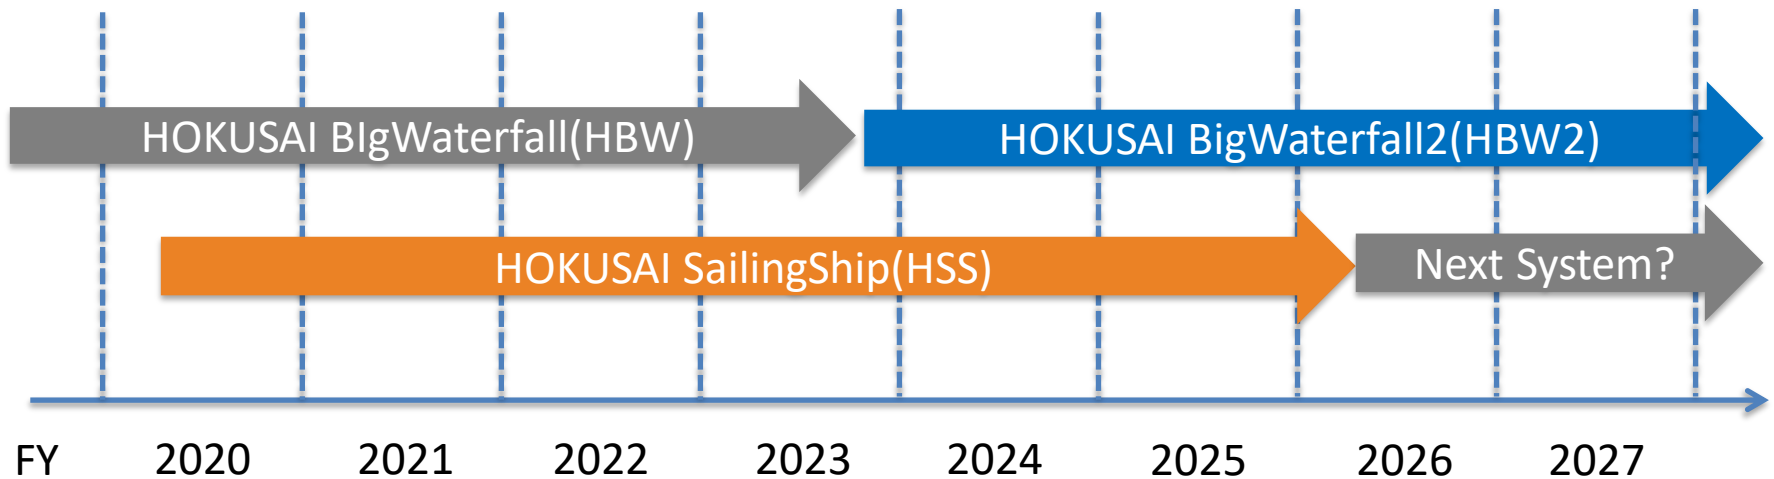 HOKUSAI BIgWaterfall(HBW)
HOKUSAI BigWaterfall2(HBW2)
HOKUSAI SailingShip(HSS)
Next System?
FY 2020 2021 2022 2023 2024 2025 2026 2027